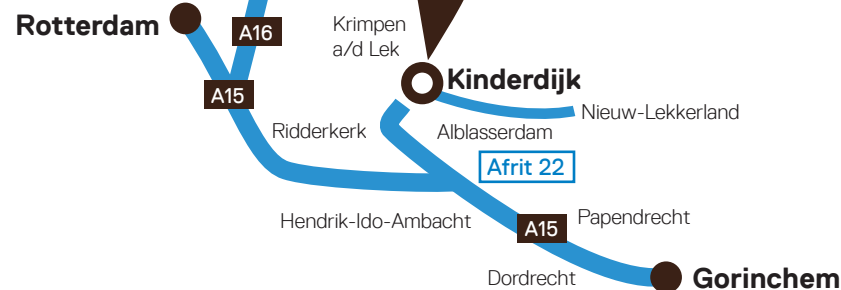 Rotterdam
A16
Krimpen
a/d Lek
Kinderdijk
A15
Nieuw-Lekkerland
Ridderkerk
Alblasserdam
Afrit 22
Hendrik-Ido-Ambacht
A15
Papendrecht
Dordrecht
Gorinchem